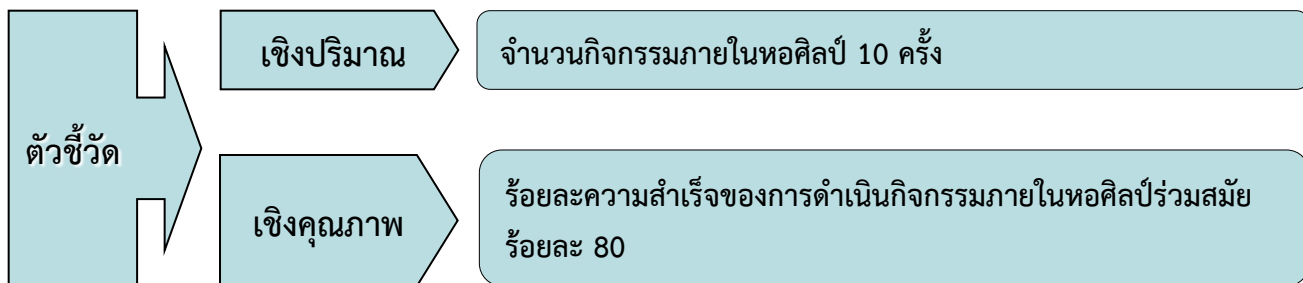 ตัวชี้วัด
เชิงปริมาณ
จำนวนกิจกรรมภายในหอศิลป์ 10 ครั้ง
เชิงคุณภาพ
ร้อยละความสำเร็จของการดำเนินกิจกรรมภายในหอศิลป์ร่วมสมัย
ร้อยละ 80